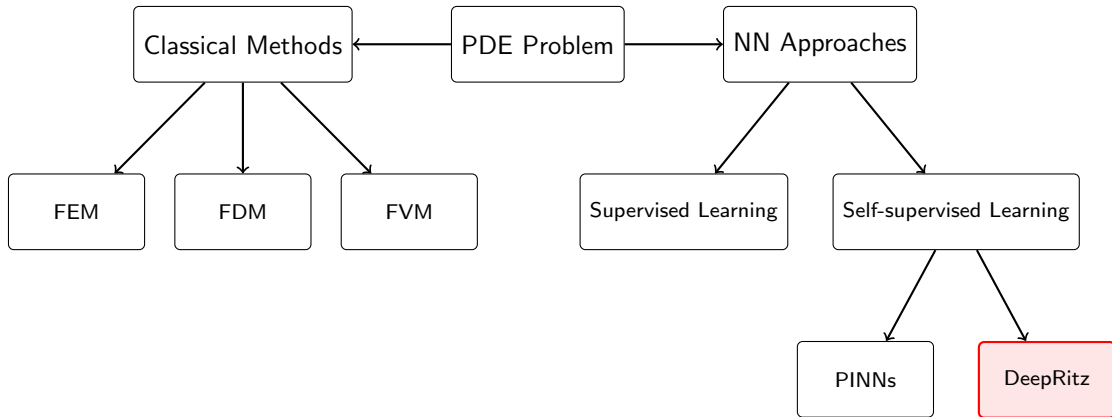 Classical Methods
PDE Problem
NN Approaches
FEM
FDM
FVM
Supervised Learning
Self-supervised Learning
PINNs
DeepRitz